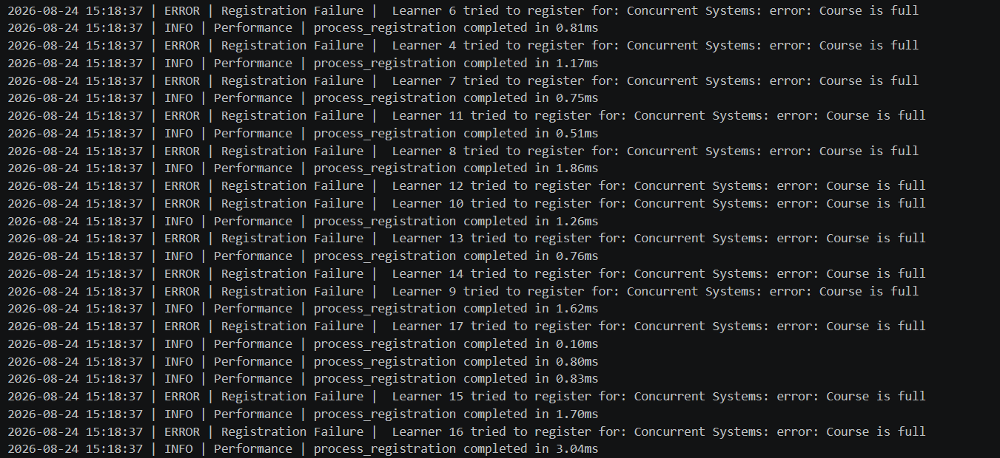 2026-08-24 15:18:37 | ERROR | Registration Failure |  Learner 6 tried to register for: Concurrent Systems: error: Course is full
2026-08-24 15:18:37 | INFO | Performance | process_registration completed in 0.81ms
2026-08-24 15:18:37 | ERROR | Registration Failure |  Learner 4 tried to register for: Concurrent Systems: error: Course is full
2026-08-24 15:18:37 | INFO | Performance | process_registration completed in 1.17ms
2026-08-24 15:18:37 | ERROR | Registration Failure |  Learner 7 tried to register for: Concurrent Systems: error: Course is full
2026-08-24 15:18:37 | INFO | Performance | process_registration completed in 0.75ms
2026-08-24 15:18:37 | ERROR | Registration Failure |  Learner 11 tried to register for: Concurrent Systems: error: Course is full
2026-08-24 15:18:37 | INFO | Performance | process_registration completed in 0.51ms
2026-08-24 15:18:37 | ERROR | Registration Failure |  Learner 8 tried to register for: Concurrent Systems: error: Course is full
2026-08-24 15:18:37 | INFO | Performance | process_registration completed in 1.86ms
2026-08-24 15:18:37 | ERROR | Registration Failure |  Learner 12 tried to register for: Concurrent Systems: error: Course is full
2026-08-24 15:18:37 | ERROR | Registration Failure |  Learner 10 tried to register for: Concurrent Systems: error: Course is full
2026-08-24 15:18:37 | INFO | Performance | process_registration completed in 1.26ms
2026-08-24 15:18:37 | ERROR | Registration Failure |  Learner 13 tried to register for: Concurrent Systems: error: Course is full
2026-08-24 15:18:37 | INFO | Performance | process_registration completed in 0.76ms
2026-08-24 15:18:37 | ERROR | Registration Failure |  Learner 14 tried to register for: Concurrent Systems: error: Course is full
2026-08-24 15:18:37 | ERROR | Registration Failure |  Learner 9 tried to register for: Concurrent Systems: error: Course is full
2026-08-24 15:18:37 | INFO | Performance | process_registration completed in 1.62ms
2026-08-24 15:18:37 | ERROR | Registration Failure |  Learner 17 tried to register for: Concurrent Systems: error: Course is full
2026-08-24 15:18:37 | INFO | Performance | process_registration completed in 0.10ms
2026-08-24 15:18:37 | INFO | Performance | process_registration completed in 0.80ms
2026-08-24 15:18:37 | INFO | Performance | process_registration completed in 0.83ms
2026-08-24 15:18:37 | ERROR | Registration Failure |  Learner 15 tried to register for: Concurrent Systems: error: Course is full
2026-08-24 15:18:37 | INFO | Performance | process_registration completed in 1.70ms
2026-08-24 15:18:37 | ERROR | Registration Failure |  Learner 16 tried to register for: Concurrent Systems: error: Course is full
2026-08-24 15:18:37 | INFO | Performance | process_registration completed in 3.04ms